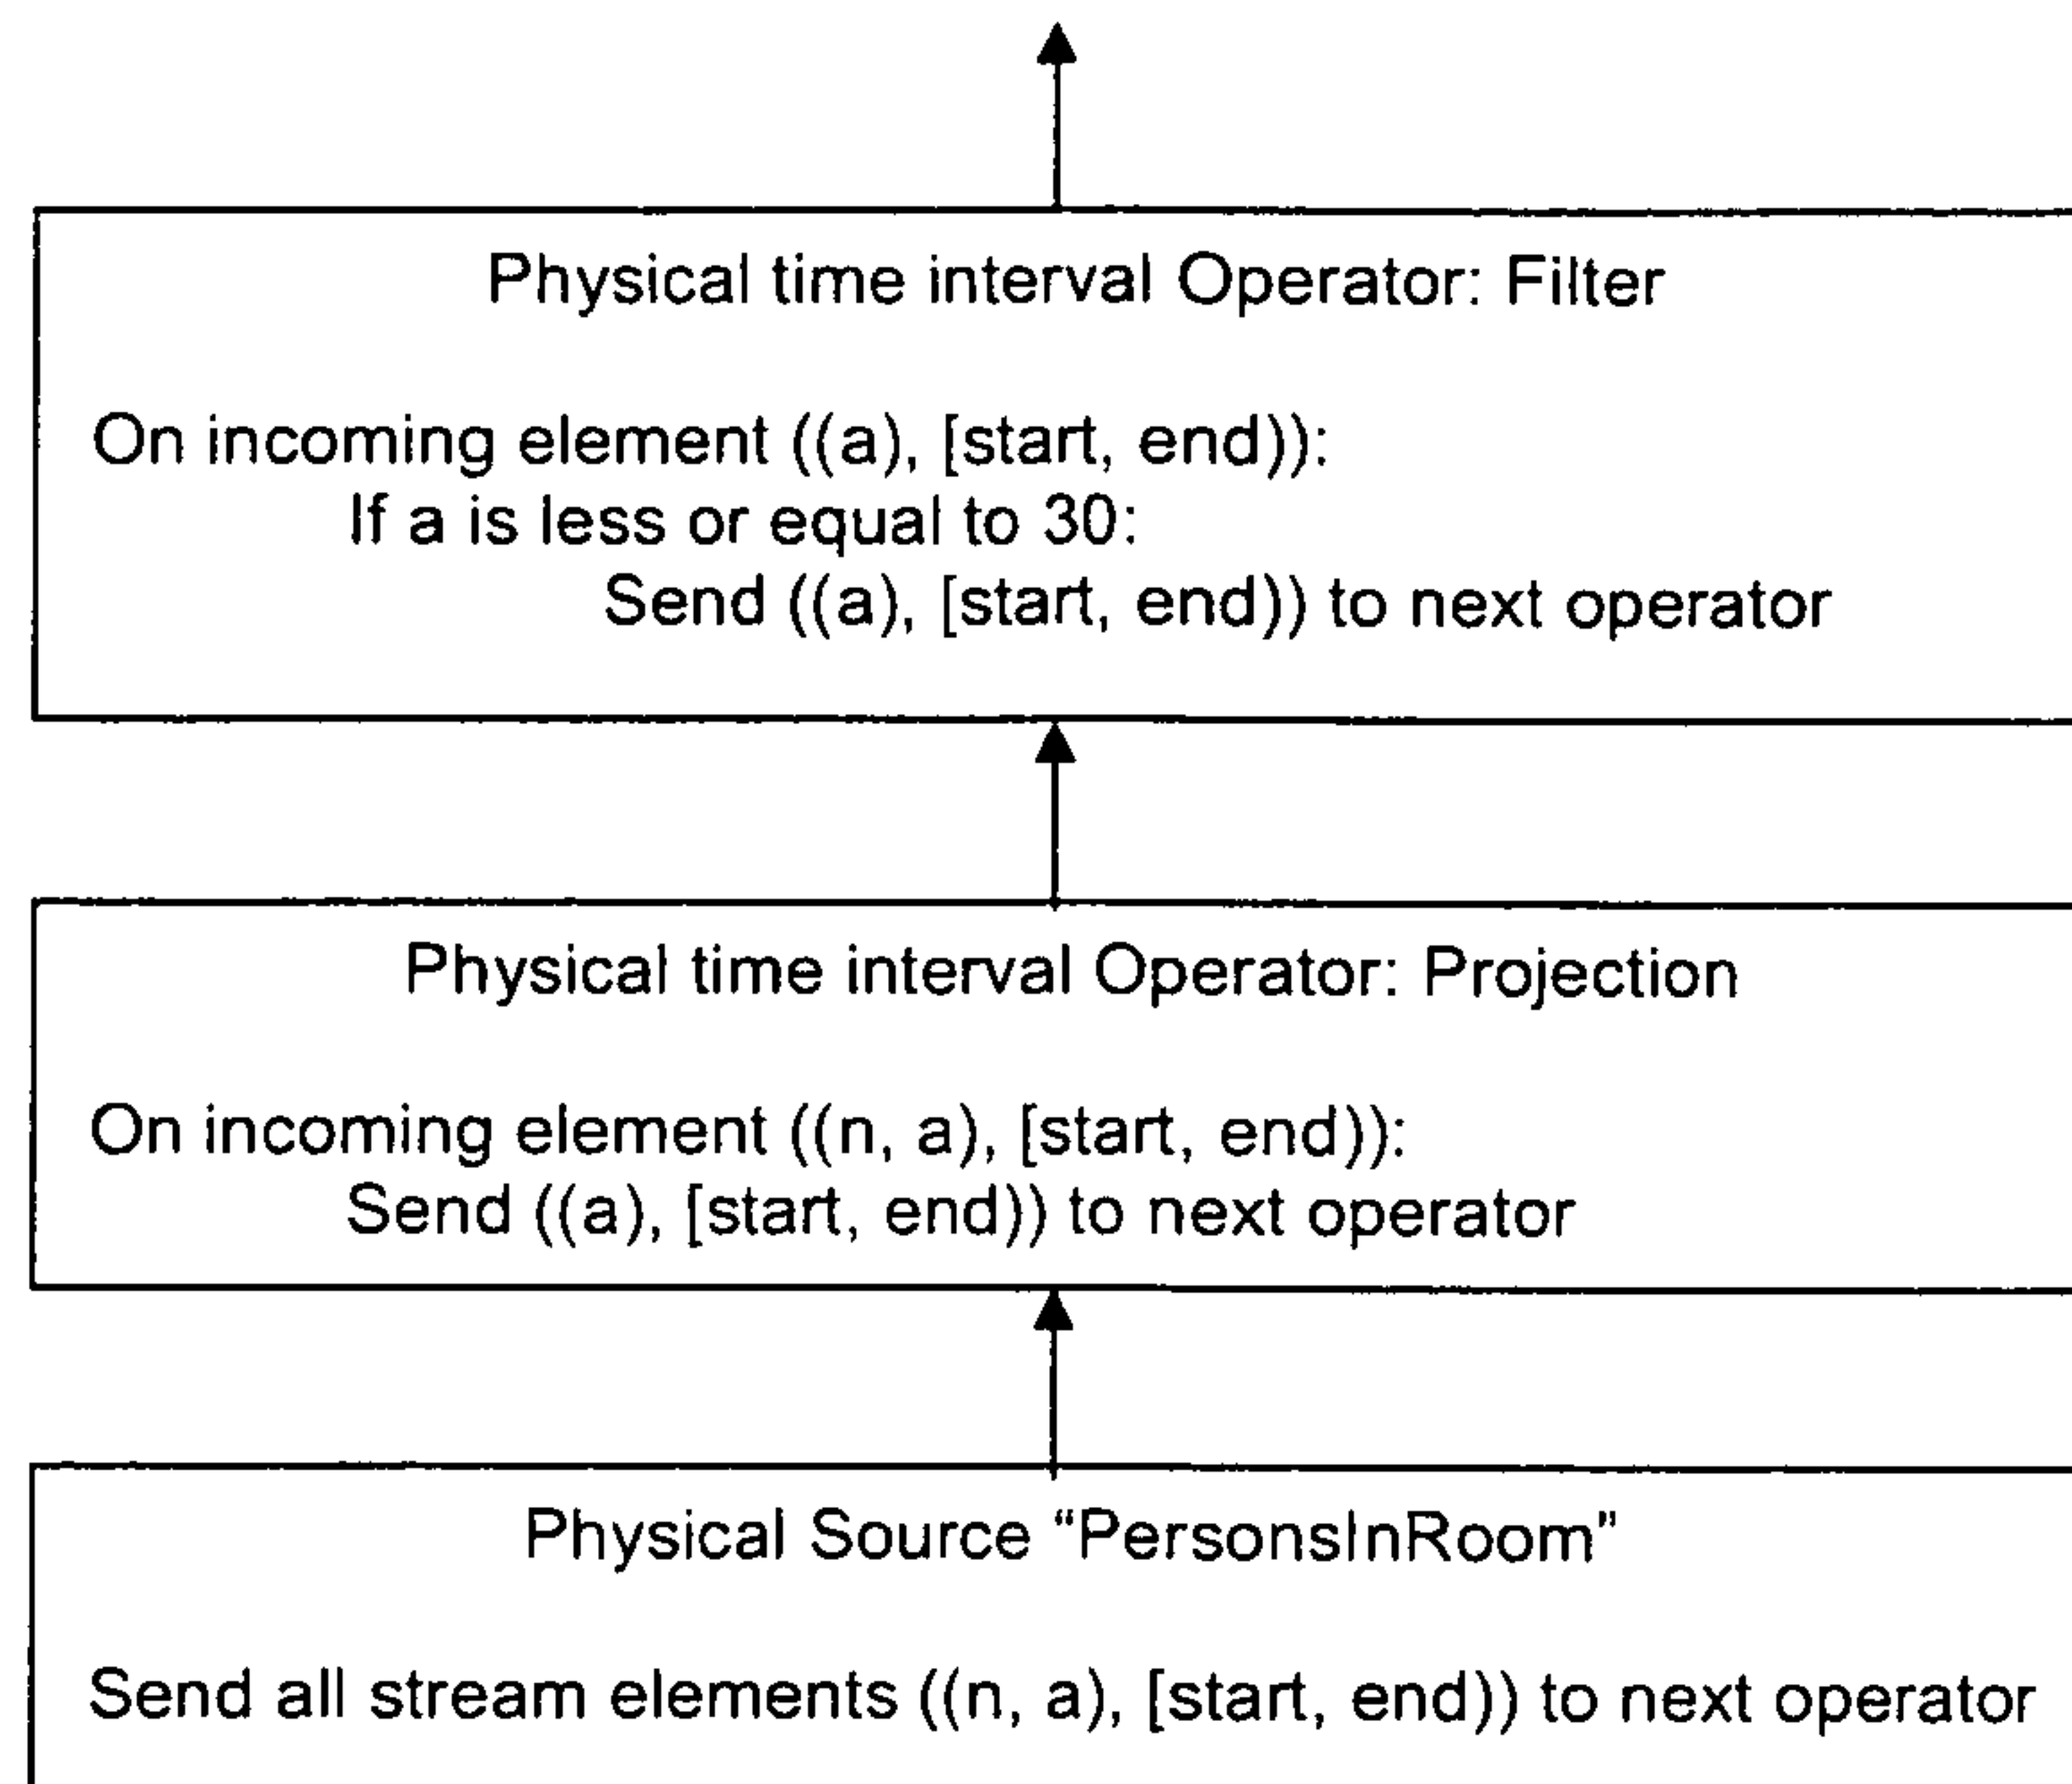 Physical time interval Operator: Filter
On incoming element ((a), [start, end)):
If a is less or equal to 30:
Send ((a), [start, end)) to next operator
Physical time interval Operator: Projection
On incoming element ((n, a), [start, end)):
Send ((a), [start, end)) to next operator
Physical Source “PersonsInRoom”
Send all stream elements ((n, a), [start, end)) to next operator